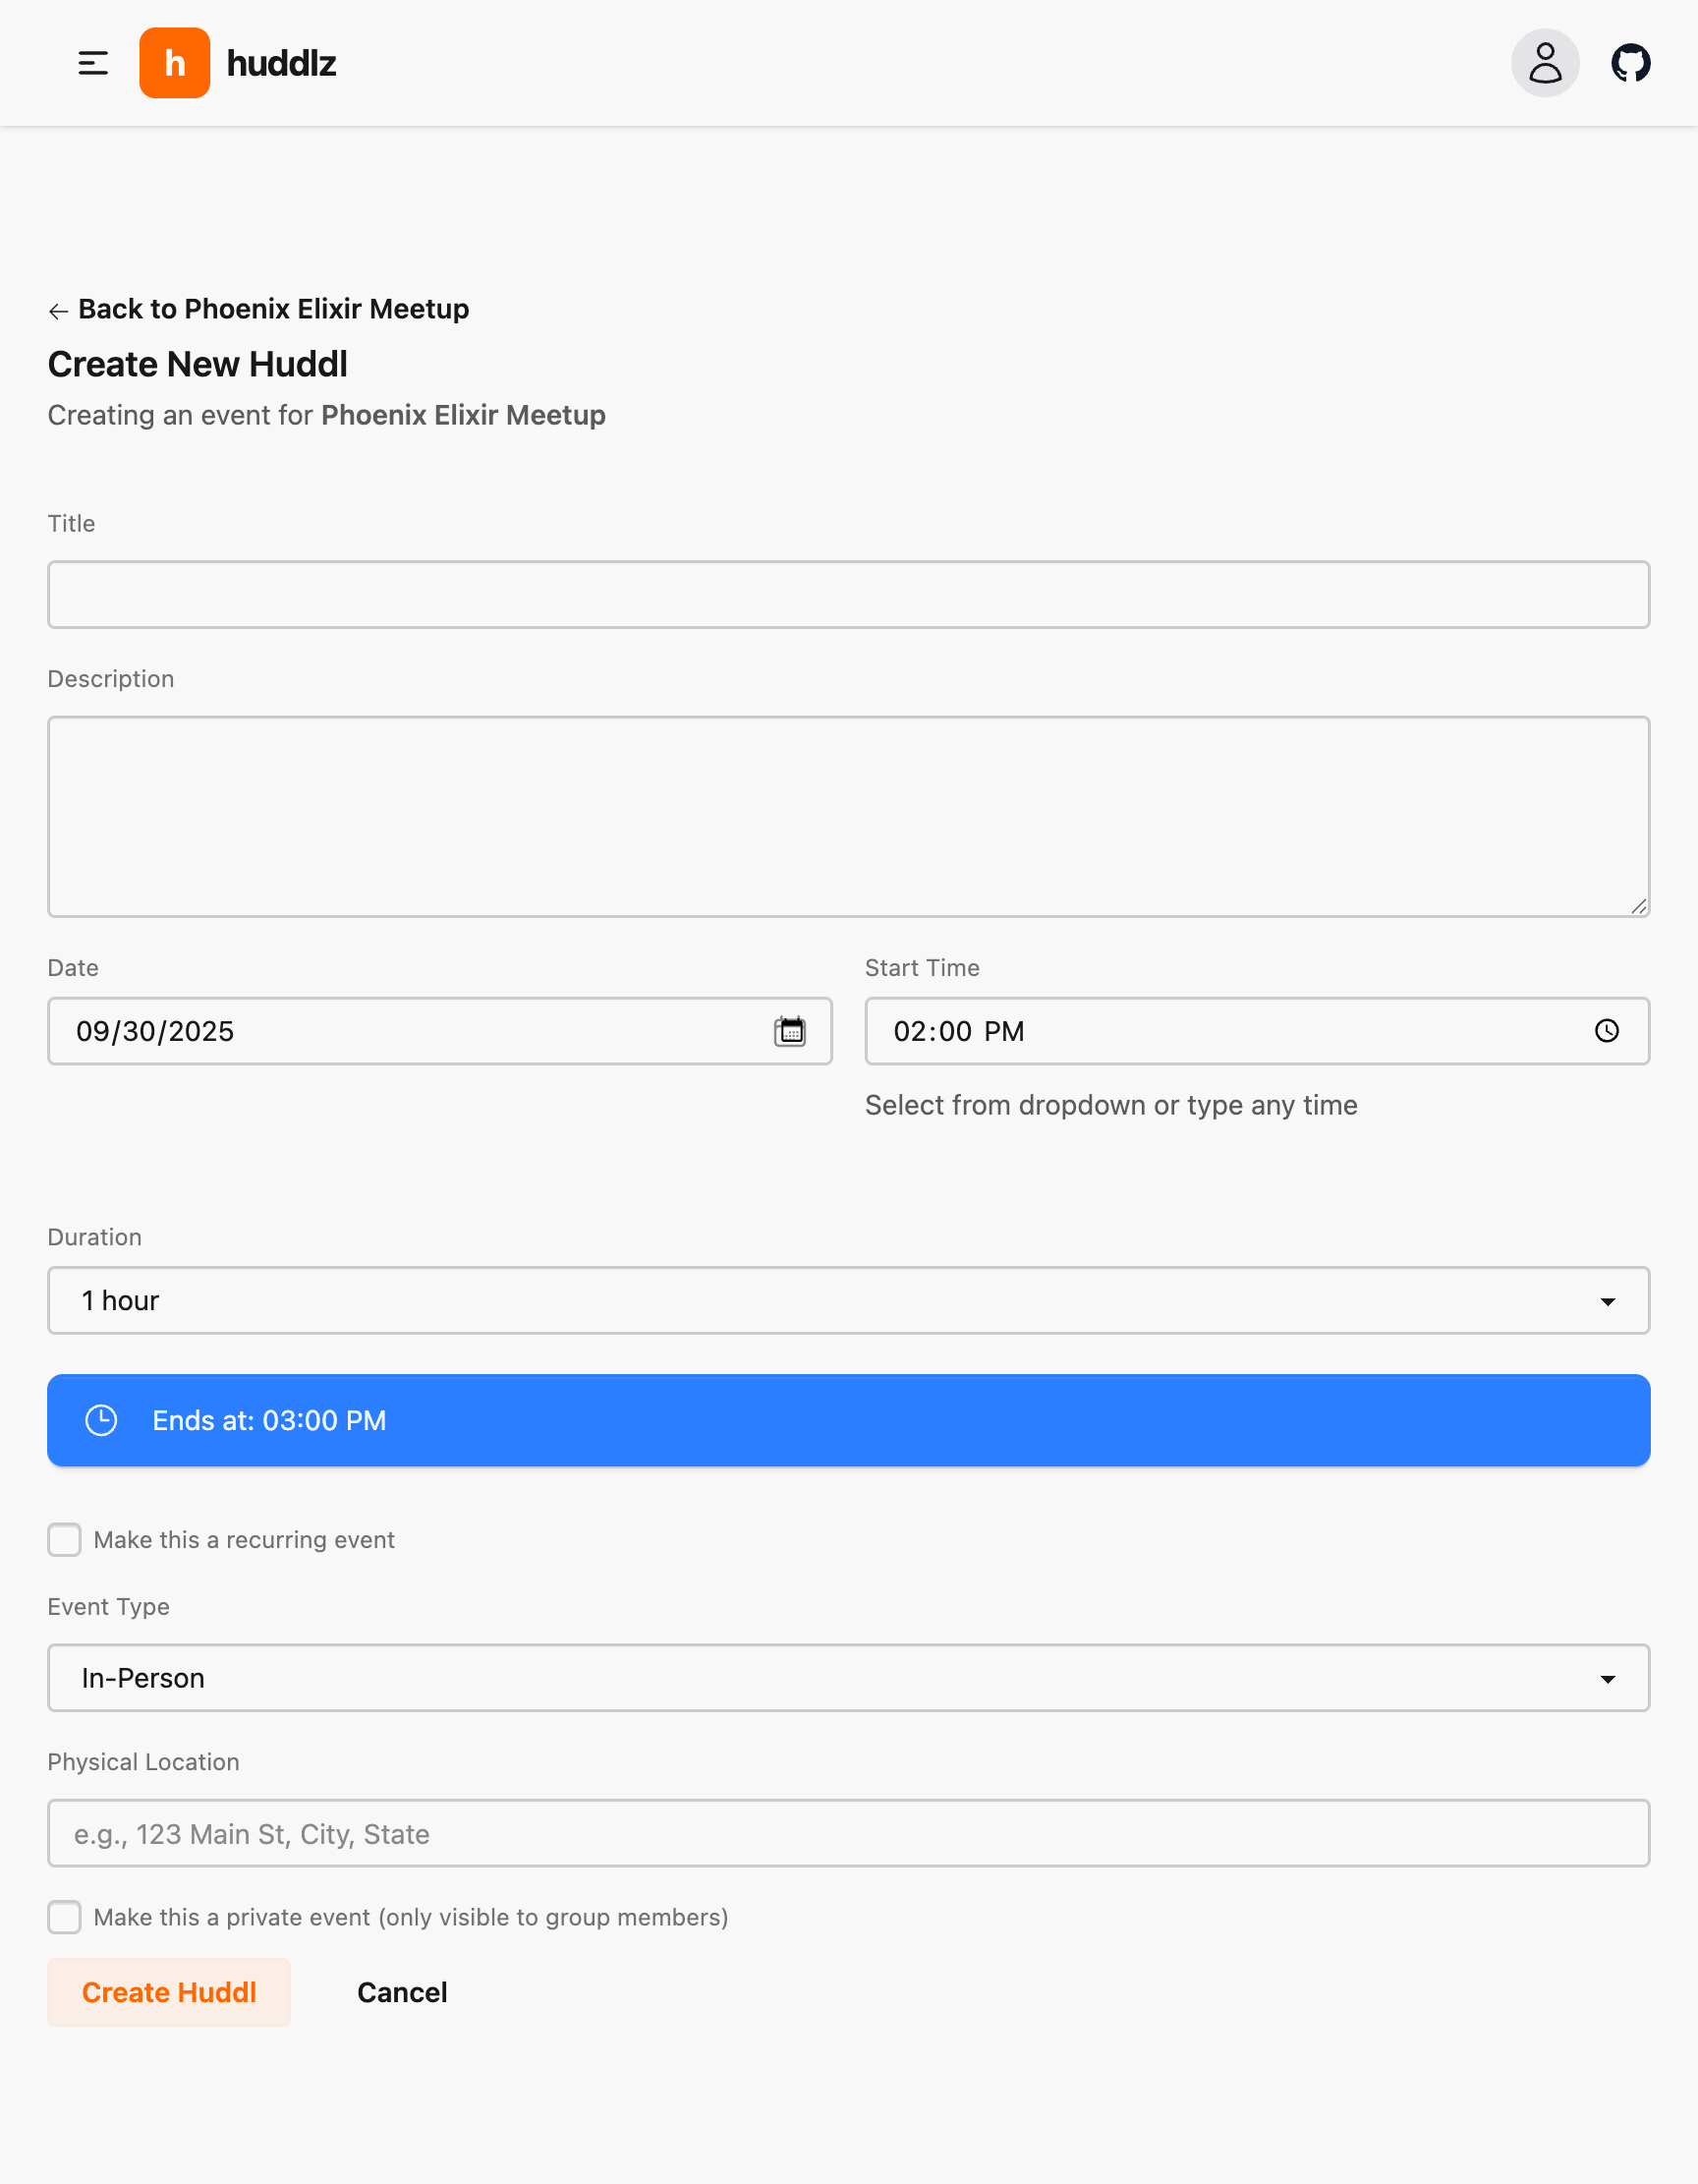 h huddlz
Back to Phoenix Elixir Meetup
Create New Huddl
Creating an event for Phoenix Elixir Meetup
Title
Description
Date
Start Time
09/30/2025
02:00 PM
Select from dropdown or type any time
Duration
1 hour
Ends at: 03:00 PM
Make this a recurring event
Event Type
In-Person
Physical Location
e.g., 123 Main St, City, State
Make this a private event (only visible to group members)
Create Huddl
Cancel